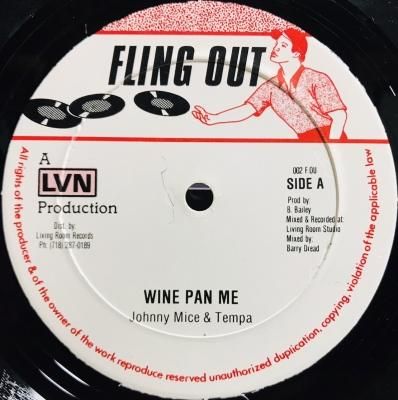 FLING OUT
A
LVN
Production
Dist. by:
Living Room Records
Ph: (718) 287-0189
002 F.OU
SIDE A
Prod by:
B. Bailey
Mixed & Recorded at:
Living Room Studio
Mixed by:
Barry Dread
WINE PAN ME
Johnny Mice & Tempa
All rights of the producer & of the owner of the work reproduce reserved unauthorized duplication, copying, violation of the applicable law